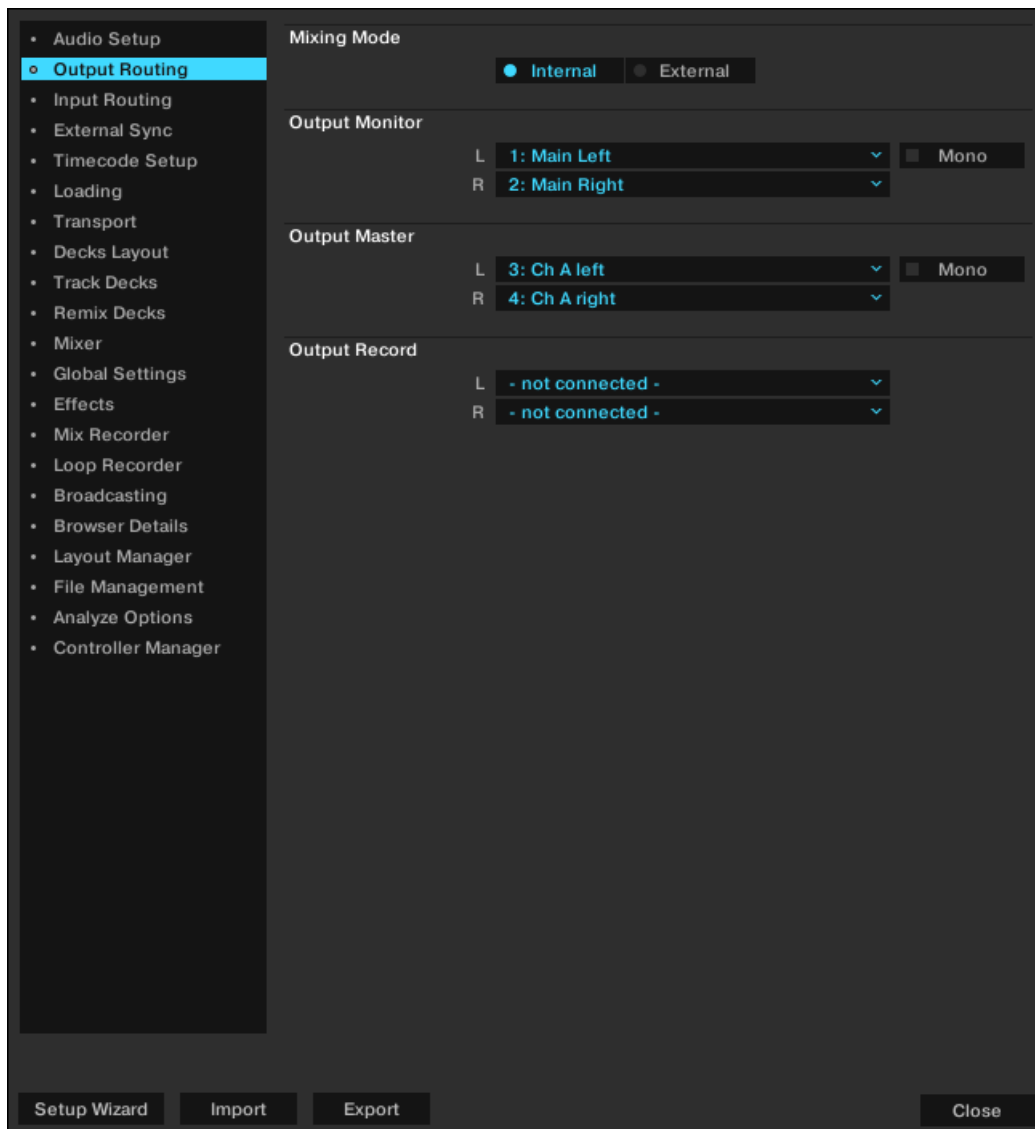 Audio Setup
Output Routing
Input Routing
External Sync
Timecode Setup
Loading
Transport
Decks Layout
Track Decks
Remix Decks
Mixer
Global Settings
Effects
Mix Recorder
Loop Recorder
Broadcasting
Browser Details
Layout Manager
File Management
Analyze Options
Controller Manager
Mixing Mode
Internal External
Output Monitor
L 1: Main Left Mono
R 2: Main Right
Output Master
L 3: Ch A left Mono
R 4: Ch A right
Output Record
L - not connected -
R - not connected -
Setup Wizard Import Export Close